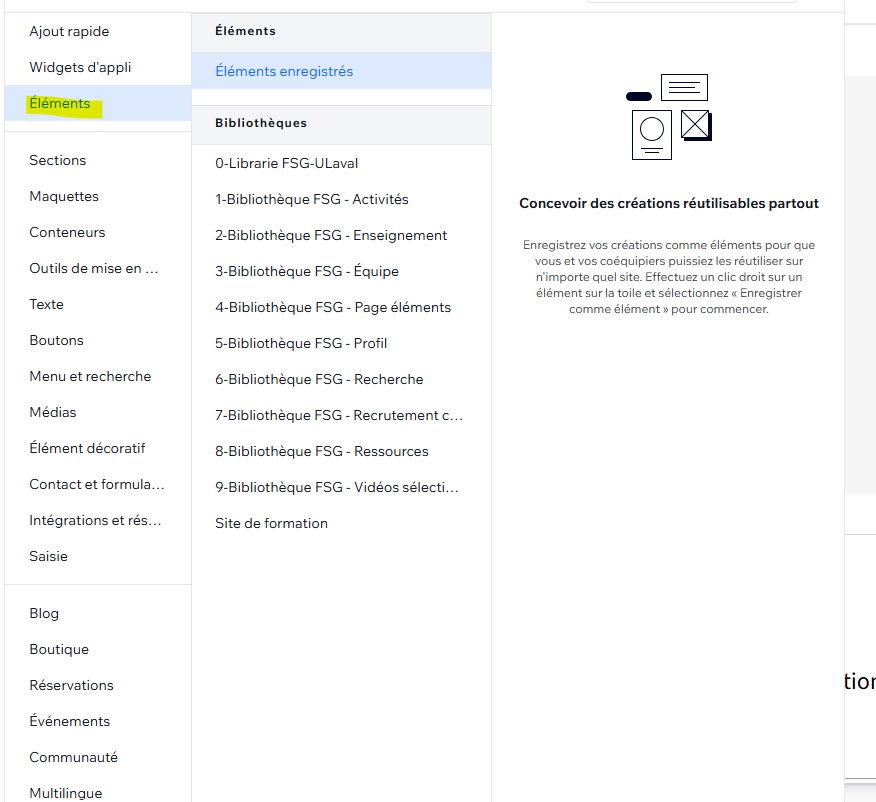 Ajout rapide
Widgets d'appli
Éléments
Sections
Maquettes
Conteneurs
Outils de mise en ...
Texte
Boutons
Menu et recherche
Médias
Élément décoratif
Contact et formula...
Intégrations et rés...
Saisie
Blog
Boutique
Réservations
Événements
Communauté
Multilingue
Éléments
Éléments enregistrés
Bibliothèques
0-Librarie FSG-ULaval
1-Bibliothèque FSG - Activités
2-Bibliothèque FSG - Enseignement
3-Bibliothèque FSG - Équipe
4-Bibliothèque FSG - Page éléments
5-Bibliothèque FSG - Profil
6-Bibliothèque FSG - Recherche
7-Bibliothèque FSG - Recrutement c...
8-Bibliothèque FSG - Ressources
9-Bibliothèque FSG - Vidéos sélecti...
Site de formation
Concevoir des créations réutilisables partout
Enregistrez vos créations comme éléments pour que
vous et vos coéquipiers puissiez les réutiliser sur
n'importe quel site. Effectuez un clic droit sur un
élément sur la toile et sélectionnez « Enregistrer
comme élément » pour commencer.
tion